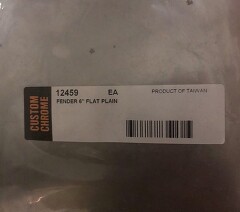 CUSTOM
CHROME
12459 EA
PRODUCT OF TAIWAN
FENDER 6" FLAT PLAIN